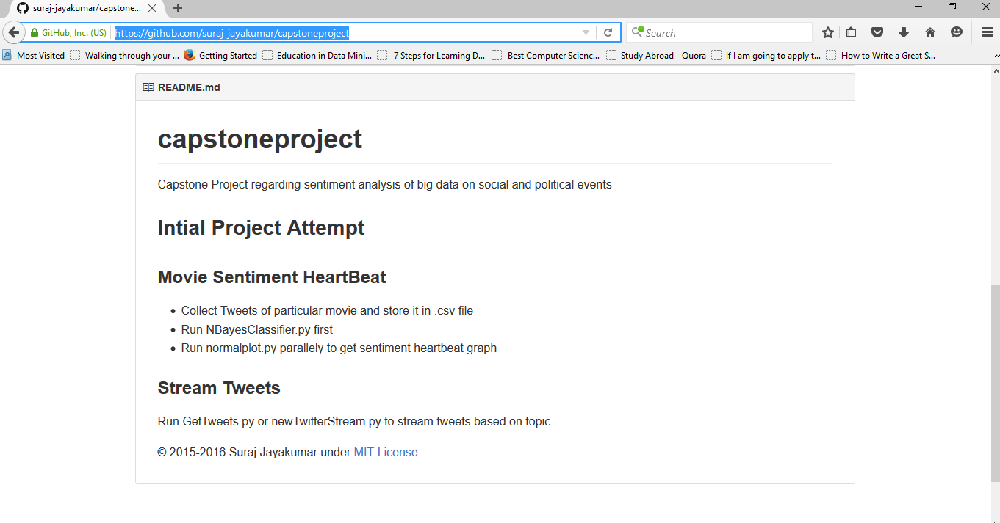 suraj-jayakumar/capstone...
GitHub, Inc. (US)
https://github.com/suraj-jayakumar/capstoneproject
Search
Most Visited
Walking through your ...
Getting Started
Education in Data Mini...
7 Steps for Learning D...
Best Computer Scienc...
Study Abroad - Quora
If I am going to apply t...
How to Write a Great S...
README.md
capstoneproject
Capstone Project regarding sentiment analysis of big data on social and political events
Intial Project Attempt
Movie Sentiment HeartBeat
Collect Tweets of particular movie and store it in .csv file
Run NBayesClassifier.py first
Run normalplot.py parallely to get sentiment heartbeat graph
Stream Tweets
Run GetTweets.py or newTwitterStream.py to stream tweets based on topic
© 2015-2016 Suraj Jayakumar under MIT License